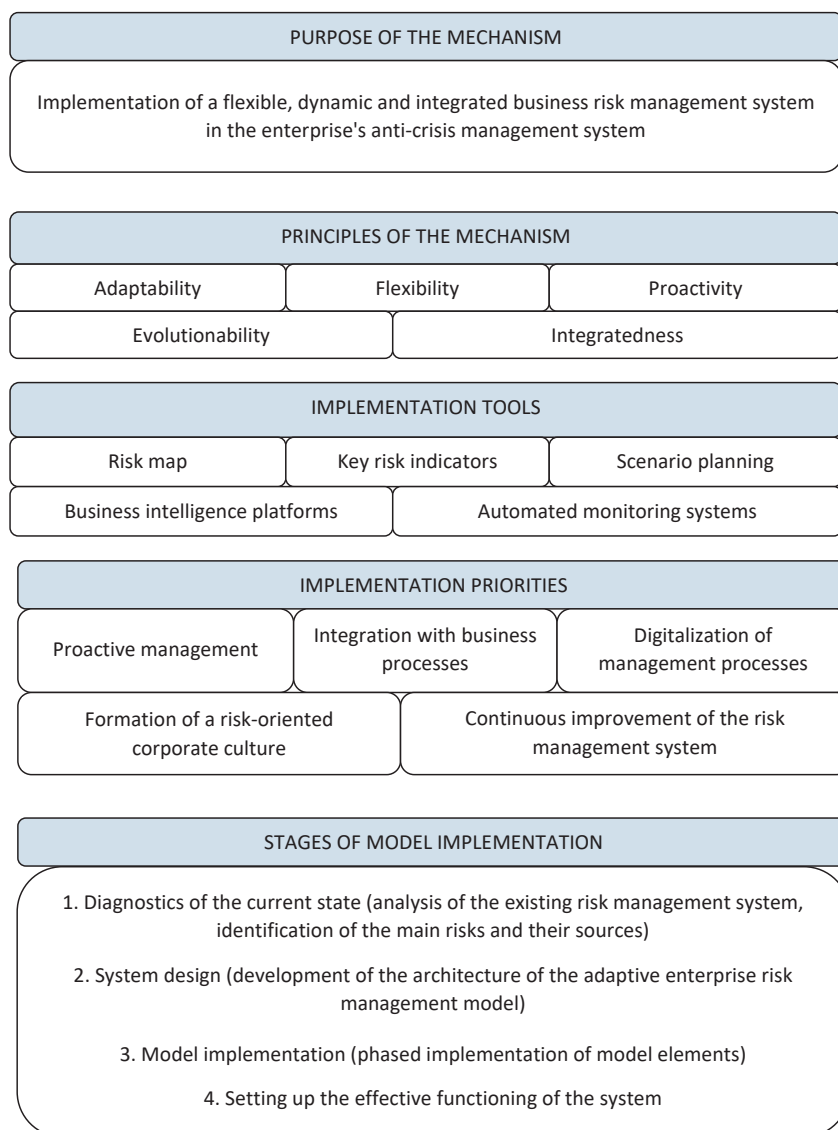 PURPOSE OF THE MECHANISM
Implementation of a flexible, dynamic and integrated business risk management system
in the enterprise's anti-crisis management system
PRINCIPLES OF THE MECHANISM
Adaptability
Flexibility
Proactivity
Evolutionability
Integratedness
IMPLEMENTATION TOOLS
Risk map
Key risk indicators
Scenario planning
Business intelligence platforms
Automated monitoring systems
IMPLEMENTATION PRIORITIES
Proactive management
Integration with business
processes
Digitalization of
management processes
Formation of a risk-oriented
corporate culture
Continuous improvement of the risk
management system
STAGES OF MODEL IMPLEMENTATION
1. Diagnostics of the current state (analysis of the existing risk management system,
identification of the main risks and their sources)
2. System design (development of the architecture of the adaptive enterprise risk
management model)
3. Model implementation (phased implementation of model elements)
4. Setting up the effective functioning of the system